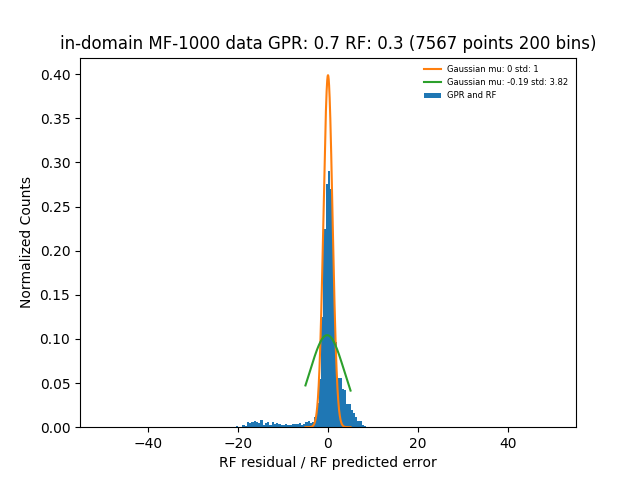 in-domain MF-1000 data GPR: 0.7 RF: 0.3 (7567 points 200 bins)
Gaussian mu: 0 std: 1
Gaussian mu: -0.19 std: 3.82
GPR and RF
0.40
0.35
0.30
0.25
0.20
0.15
0.10
0.05
0.00
Normalized Counts
−40
−20
0
20
40
RF residual / RF predicted error